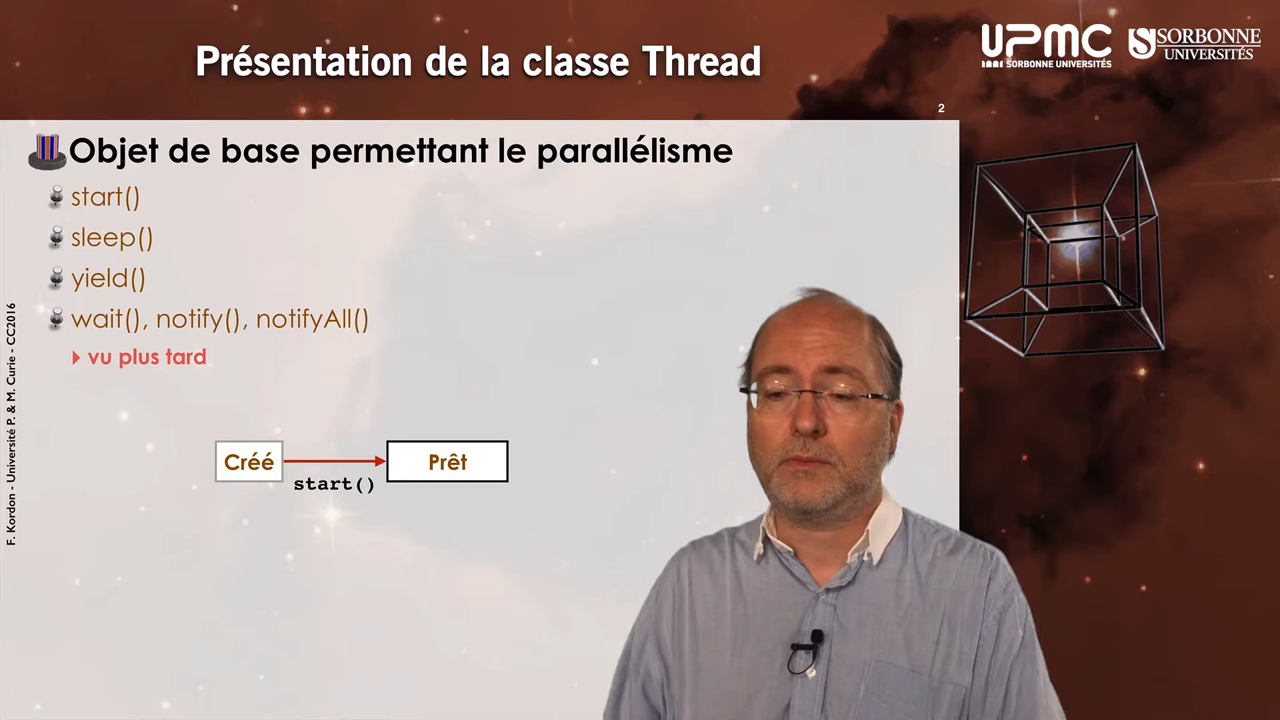 Présentation de la classe Thread
UPMC
SORBONNE UNIVERSITÉS
SORBONNE
UNIVERSITÉS
2
Objet de base permettant le parallélisme
start()
sleep()
yield()
wait(), notify(), notifyAll()
vu plus tard
Créé
Prêt
start()
F. Kordon - Université P. & M. Curie - CC2016